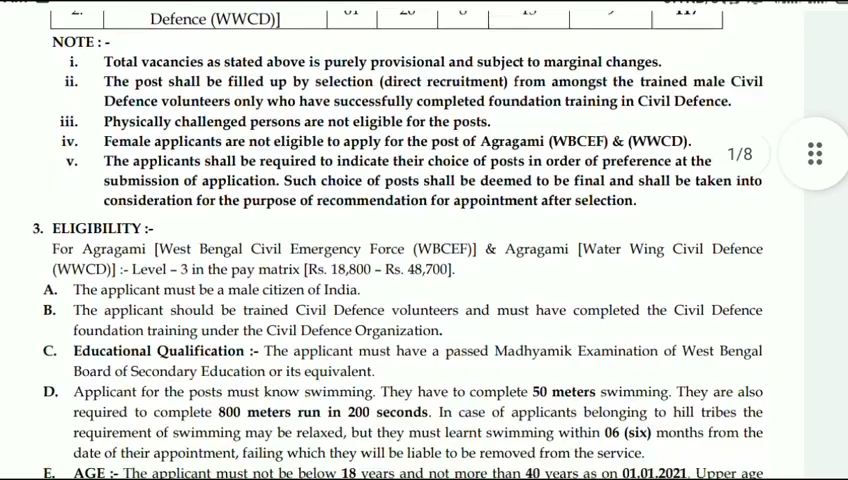 Defence (WWCD)]
NOTE : -
i. Total vacancies as stated above is purely provisional and subject to marginal changes.
ii. The post shall be filled up by selection (direct recruitment) from amongst the trained male Civil
Defence volunteers only who have successfully completed foundation training in Civil Defence.
iii. Physically challenged persons are not eligible for the posts.
iv. Female applicants are not eligible to apply for the post of Agragami (WBCEF) & (WWCD).
v. The applicants shall be required to indicate their choice of posts in order of preference at the
1/8
submission of application. Such choice of posts shall be deemed to be final and shall be taken into
consideration for the purpose of recommendation for appointment after selection.
3. ELIGIBILITY :-
For Agragami [West Bengal Civil Emergency Force (WBCEF)] & Agragami [Water Wing Civil Defence
(WWCD)] :- Level – 3 in the pay matrix [Rs. 18,800 – Rs. 48,700].
A. The applicant must be a male citizen of India.
B. The applicant should be trained Civil Defence volunteers and must have completed the Civil Defence
foundation training under the Civil Defence Organization.
C. Educational Qualification :- The applicant must have a passed Madhyamik Examination of West Bengal
Board of Secondary Education or its equivalent.
D. Applicant for the posts must know swimming. They have to complete 50 meters swimming. They are also
required to complete 800 meters run in 200 seconds. In case of applicants belonging to hill tribes the
requirement of swimming may be relaxed, but they must learnt swimming within 06 (six) months from the
date of their appointment, failing which they will be liable to be removed from the service.
E. AGE :- The applicant must not be below 18 years and not more than 40 years as on 01.01.2021. Upper age